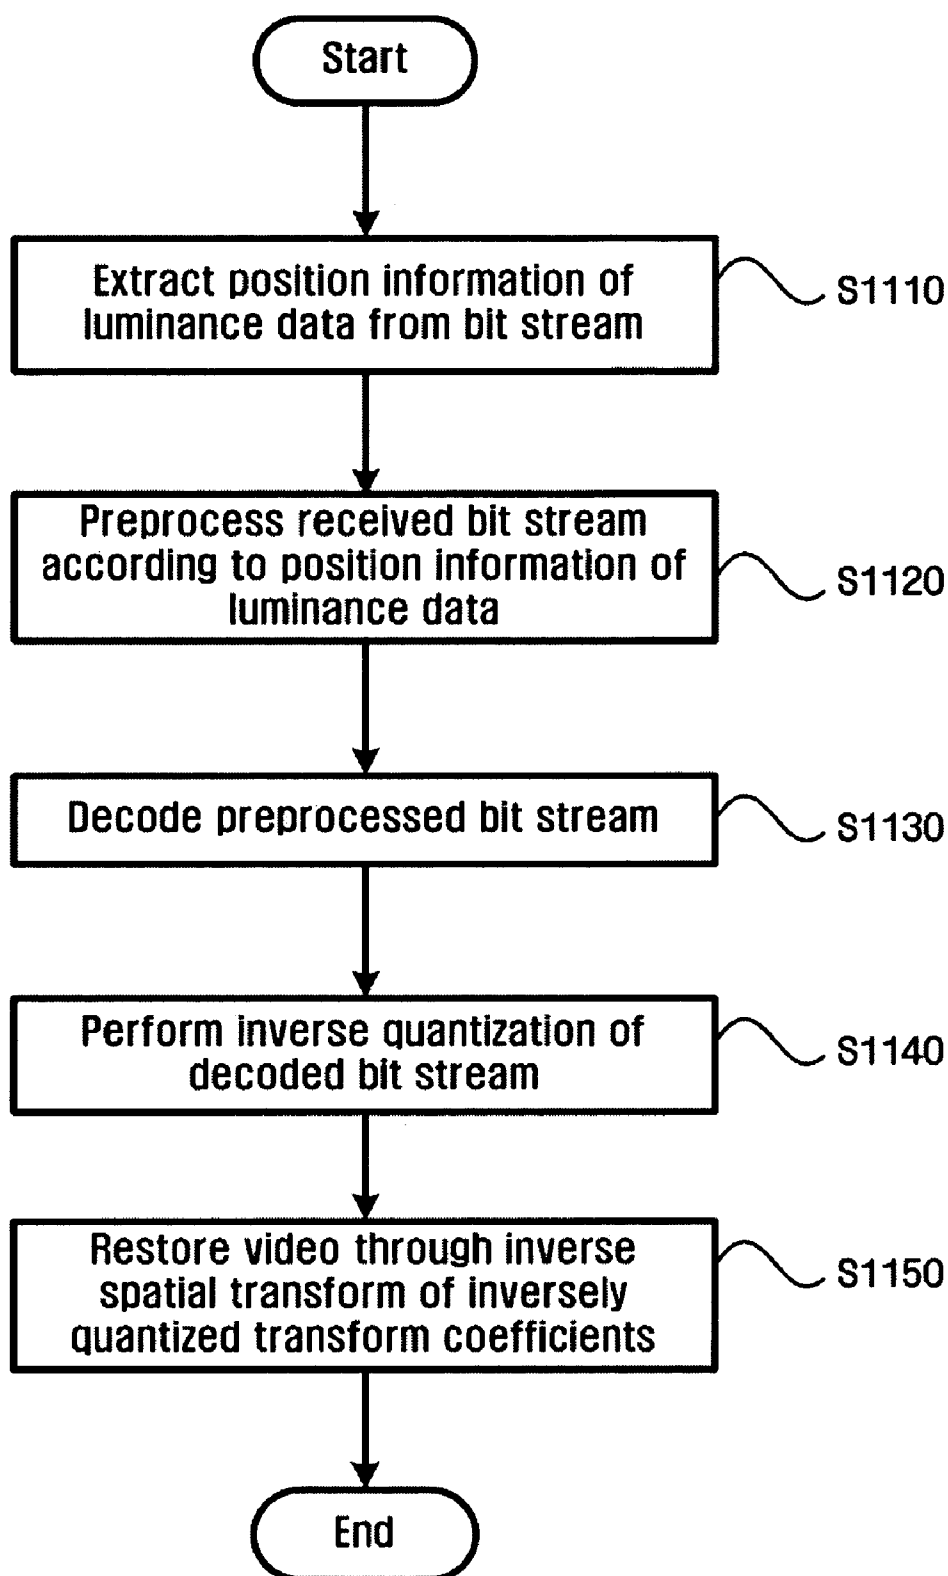 Start
Extract position information of
luminance data from bit stream
S1110
Preprocess received bit stream
according to position information of
luminance data
S1120
Decode preprocessed bit stream
S1130
Perform inverse quantization of
decoded bit stream
S1140
Restore video through inverse
spatial transform of inversely
quantized transform coefficients
S1150
End